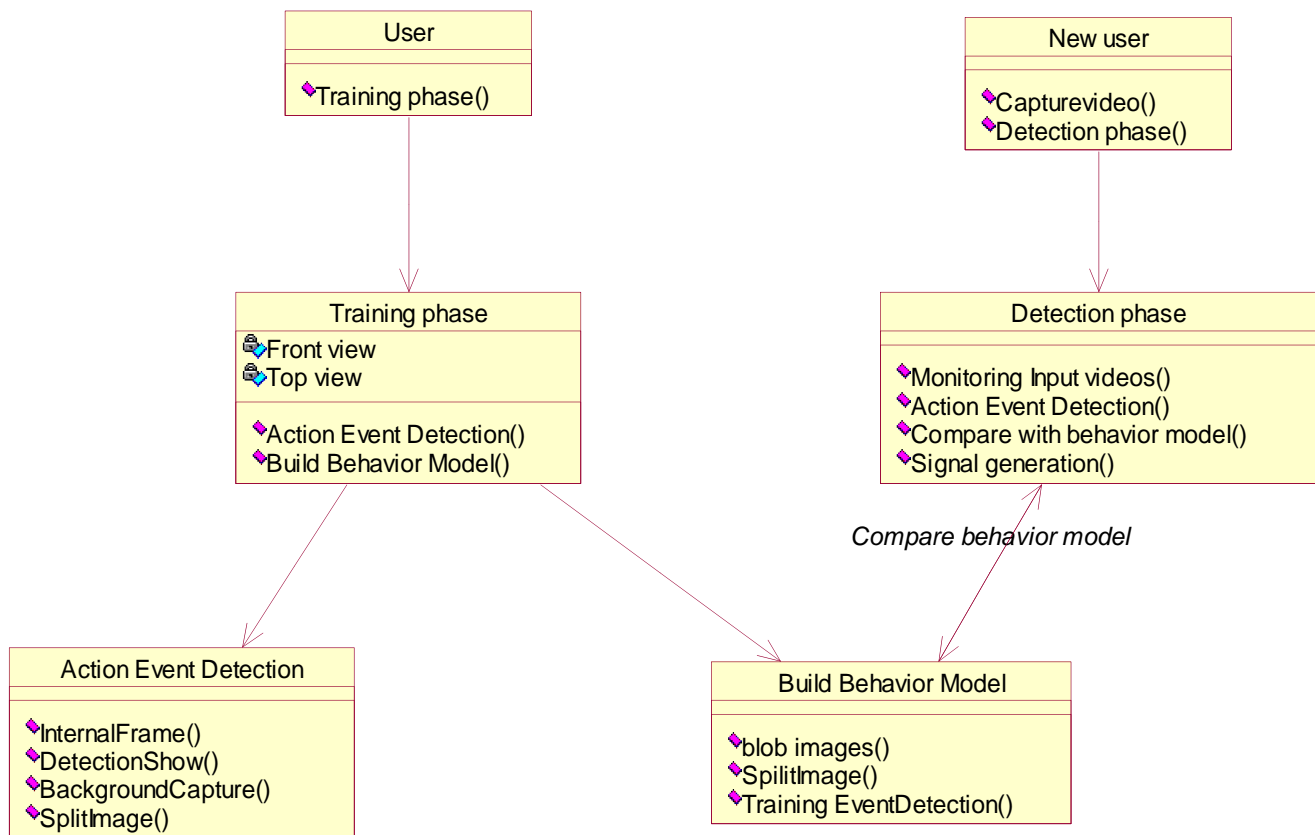 User
Training phase()
New user
Capturevideo()
Detection phase()
Training phase
Front view
Top view
Action Event Detection()
Build Behavior Model()
Detection phase
Monitoring Input videos()
Action Event Detection()
Compare with behavior model()
Signal generation()
Compare behavior model
Action Event Detection
InternalFrame()
DetectionShow()
BackgroundCapture()
SplitImage()
Build Behavior Model
blob images()
SpilitImage()
Training EventDetection()